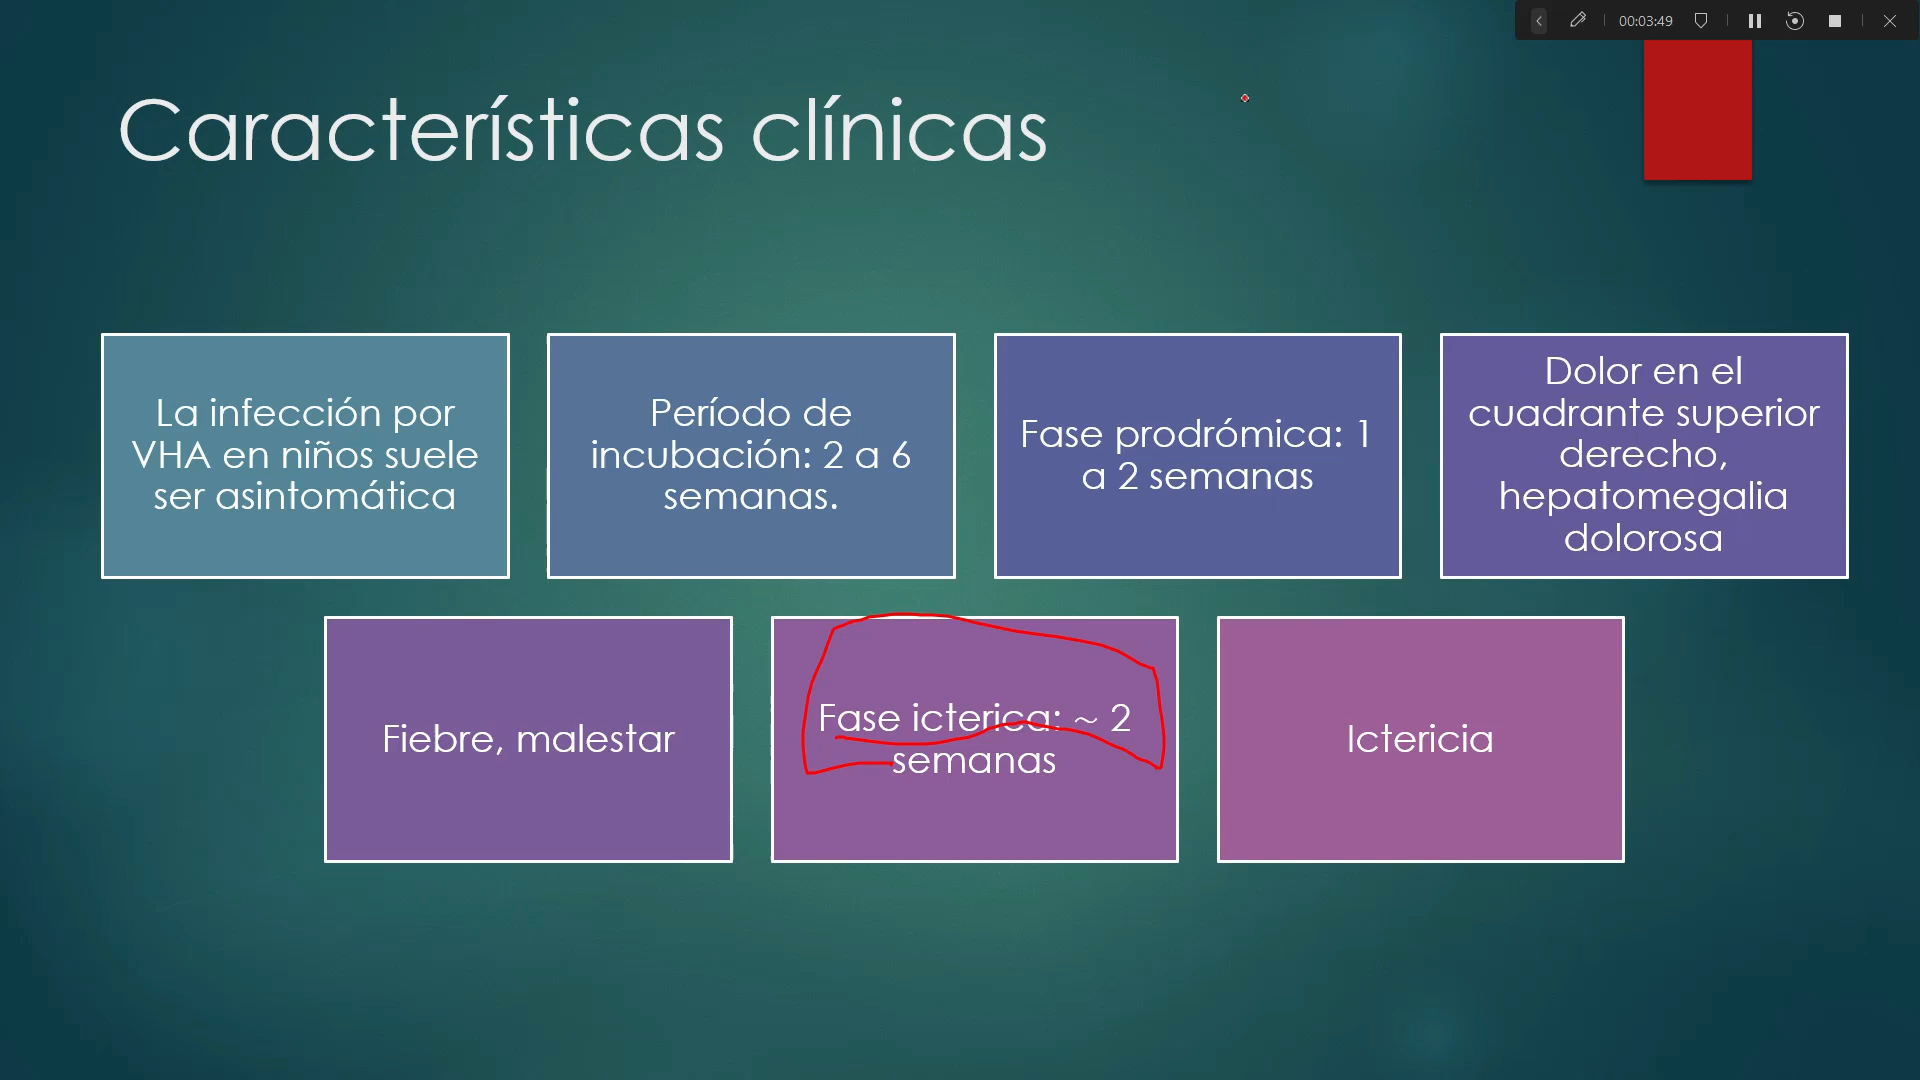 00:03:49
Características clínicas
La infección por
VHA en niños suele
ser asintomática
Período de
incubación: 2 a 6
semanas.
Fase prodrómica: 1
a 2 semanas
Dolor en el
cuadrante superior
derecho,
hepatomegalia
dolorosa
Fiebre, malestar
Fase icterica: ~ 2
semanas
Ictericia